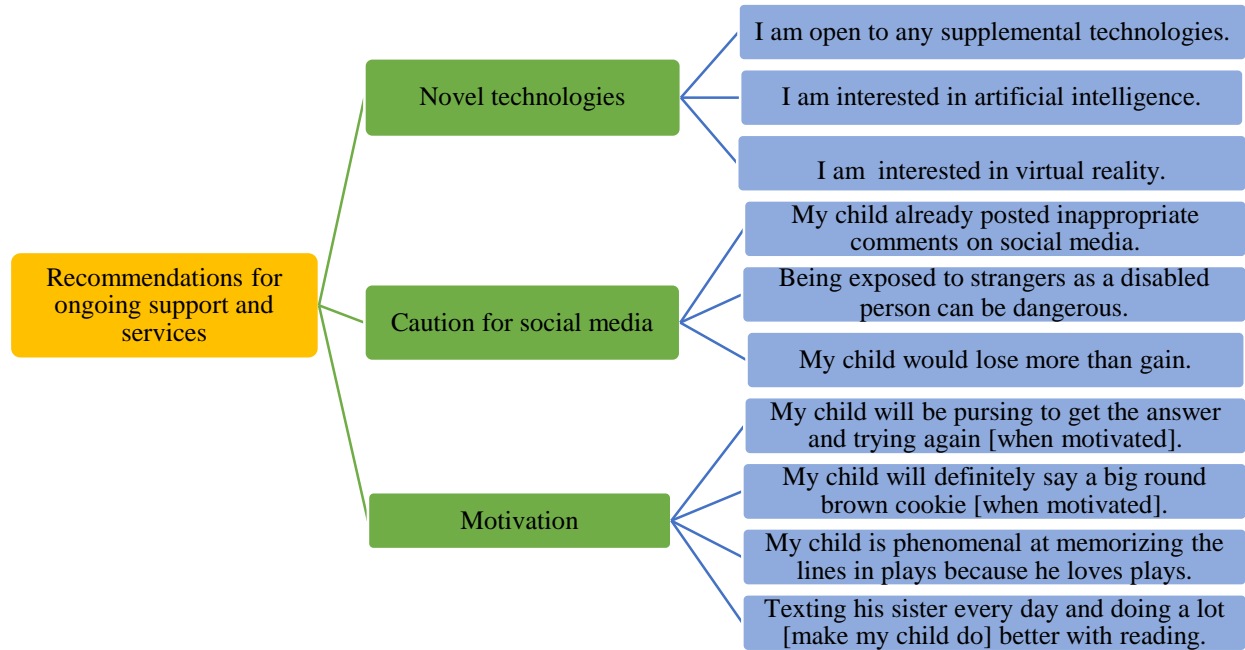 Recommendations for
ongoing support and
services
Novel technologies
I am open to any supplemental technologies.
I am interested in artificial intelligence.
I am  interested in virtual reality.
Caution for social media
My child already posted inappropriate
comments on social media.
Being exposed to strangers as a disabled
person can be dangerous.
My child would lose more than gain.
Motivation
My child will be pursing to get the answer
and trying again [when motivated].
My child will definitely say a big round
brown cookie [when motivated].
My child is phenomenal at memorizing the
lines in plays because he loves plays.
Texting his sister every day and doing a lot
[make my child do] better with reading.